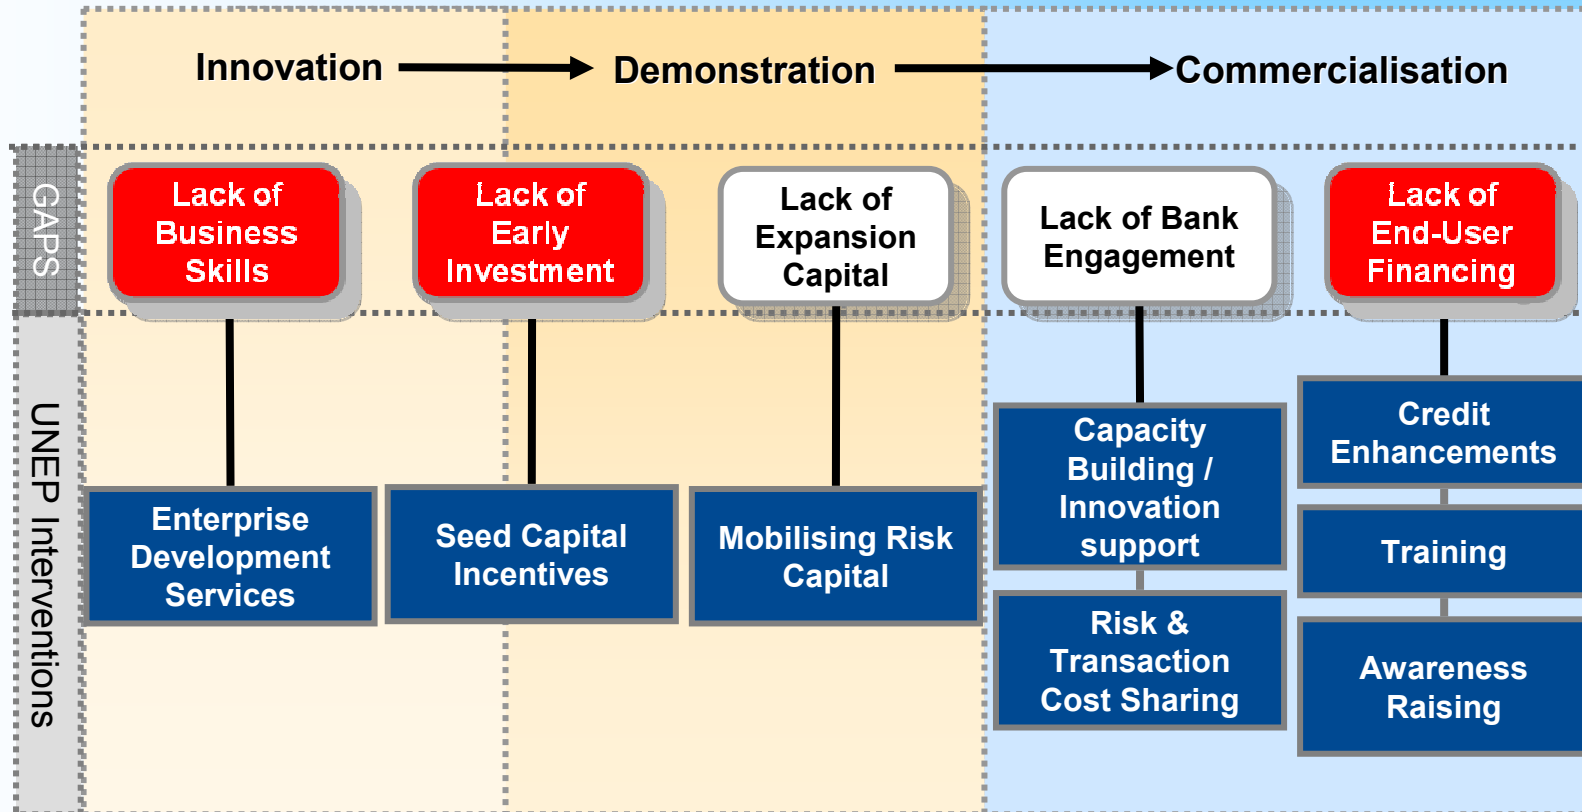 Innovation
Demonstration
Commercialisation
GAPS
Lack of
Business
Skills
Lack of
Early
Investment
Lack of
Expansion
Capital
Lack of Bank
Engagement
Lack of
End-User
Financing
UNEP Interventions
Enterprise
Development
Services
Seed Capital
Incentives
Mobilising Risk
Capital
Capacity
Building /
Innovation
support
Risk &
Transaction
Cost Sharing
Credit
Enhancements
Training
Awareness
Raising